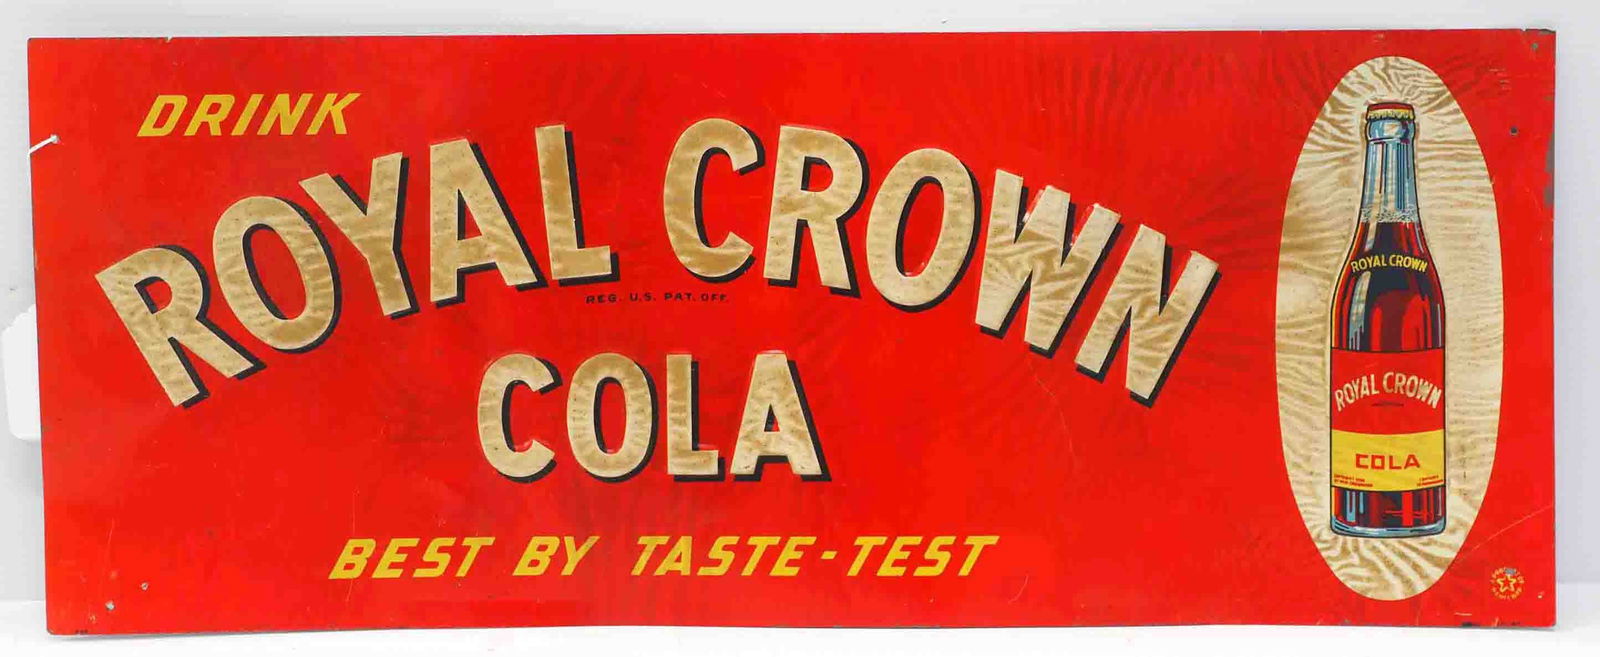 DRINK
ROYAL CROWN
REG. U.S. PAT. OFF.
COLA
BEST BY TASTE-TEST
ROYAL CROWN
ROYAL CROWN
COLA